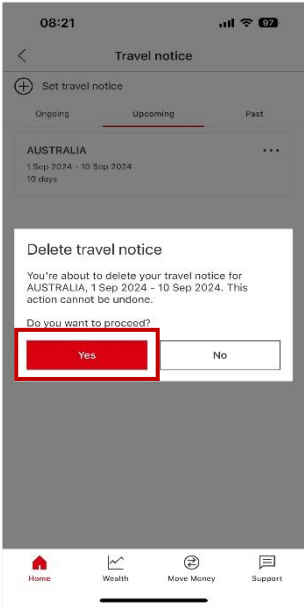 08:21
97
Travel notice
Set travel notice
Ongoing Upcoming Past
AUSTRALIA
1 Sep 2024 - 10 Sep 2024
10 days
Delete travel notice
You're about to delete your travel notice for
AUSTRALIA, 1 Sep 2024 - 10 Sep 2024. This
action cannot be undone.
Do you want to proceed?
Yes No
Home Wealth Move Money Support